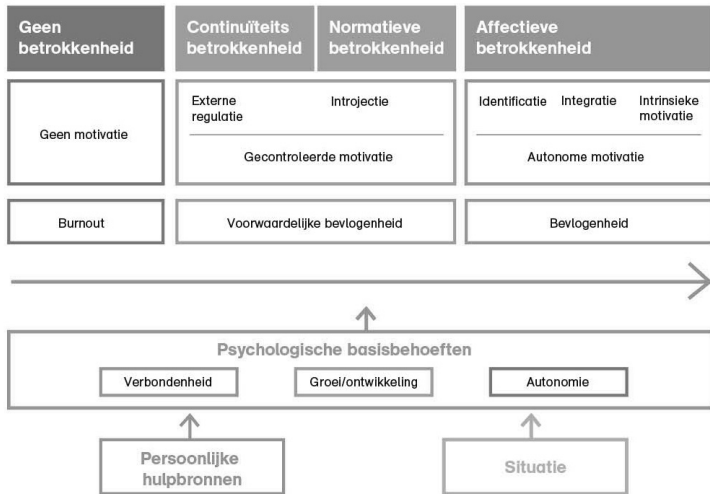 Geen
betrokkenheid
Continuïteits
betrokkenheid
Normatieve
betrokkenheid
Affectieve
betrokkenheid
Geen motivatie
Externe
regulatie
Introjectie
Gecontroleerde motivatie
Identificatie
Integratie
Intrinsieke
motivatie
Autonome motivatie
Burnout
Voorwaardelijke bevlogenheid
Bevlogenheid
Psychologische basisbehoeften
Verbondenheid
Groei/ontwikkeling
Autonomie
Persoonlijke
hulpbronnen
Situatie